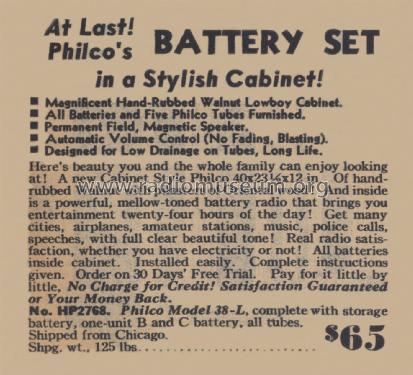 At Last!
Philco's BATTERY SET
in a Stylish Cabinet!
■ Magnificent Hand-Rubbed Walnut Lowboy Cabinet.
■ All Batteries and Five Philco Tubes Furnished.
■ Permanent Field, Magnetic Speaker.
■ Automatic Volume Control (No Fading, Blasting).
■ Designed for Low Drainage on Tubes, Long Life.
Here's beauty you and the whole family can enjoy looking
at! A new Cabinet Style Philco 40x23¼x12 in. Of hand-
rubbed walnut with speaker And inside
is a powerful, mellow-toned battery radio that brings you
entertainment twenty-four hours of the day! Get many
cities, airplanes, amateur stations, music, police calls,
speeches, with full clear beautiful tone! Real radio satis-
faction, whether you have electricity or not! All batteries
inside cabinet. Installed easily. Complete instructions
given. Order on 30 Days' Free Trial. Pay for it little by
little, No Charge for Credit! Satisfaction Guaranteed
or Your Money Back.
No. HP2768. Philco Model 38-L, complete with storage
battery, one-unit B and C battery, all tubes.
Shipped from Chicago.
Shpg. wt., 125 lbs. $65
www.radiomuseum.org